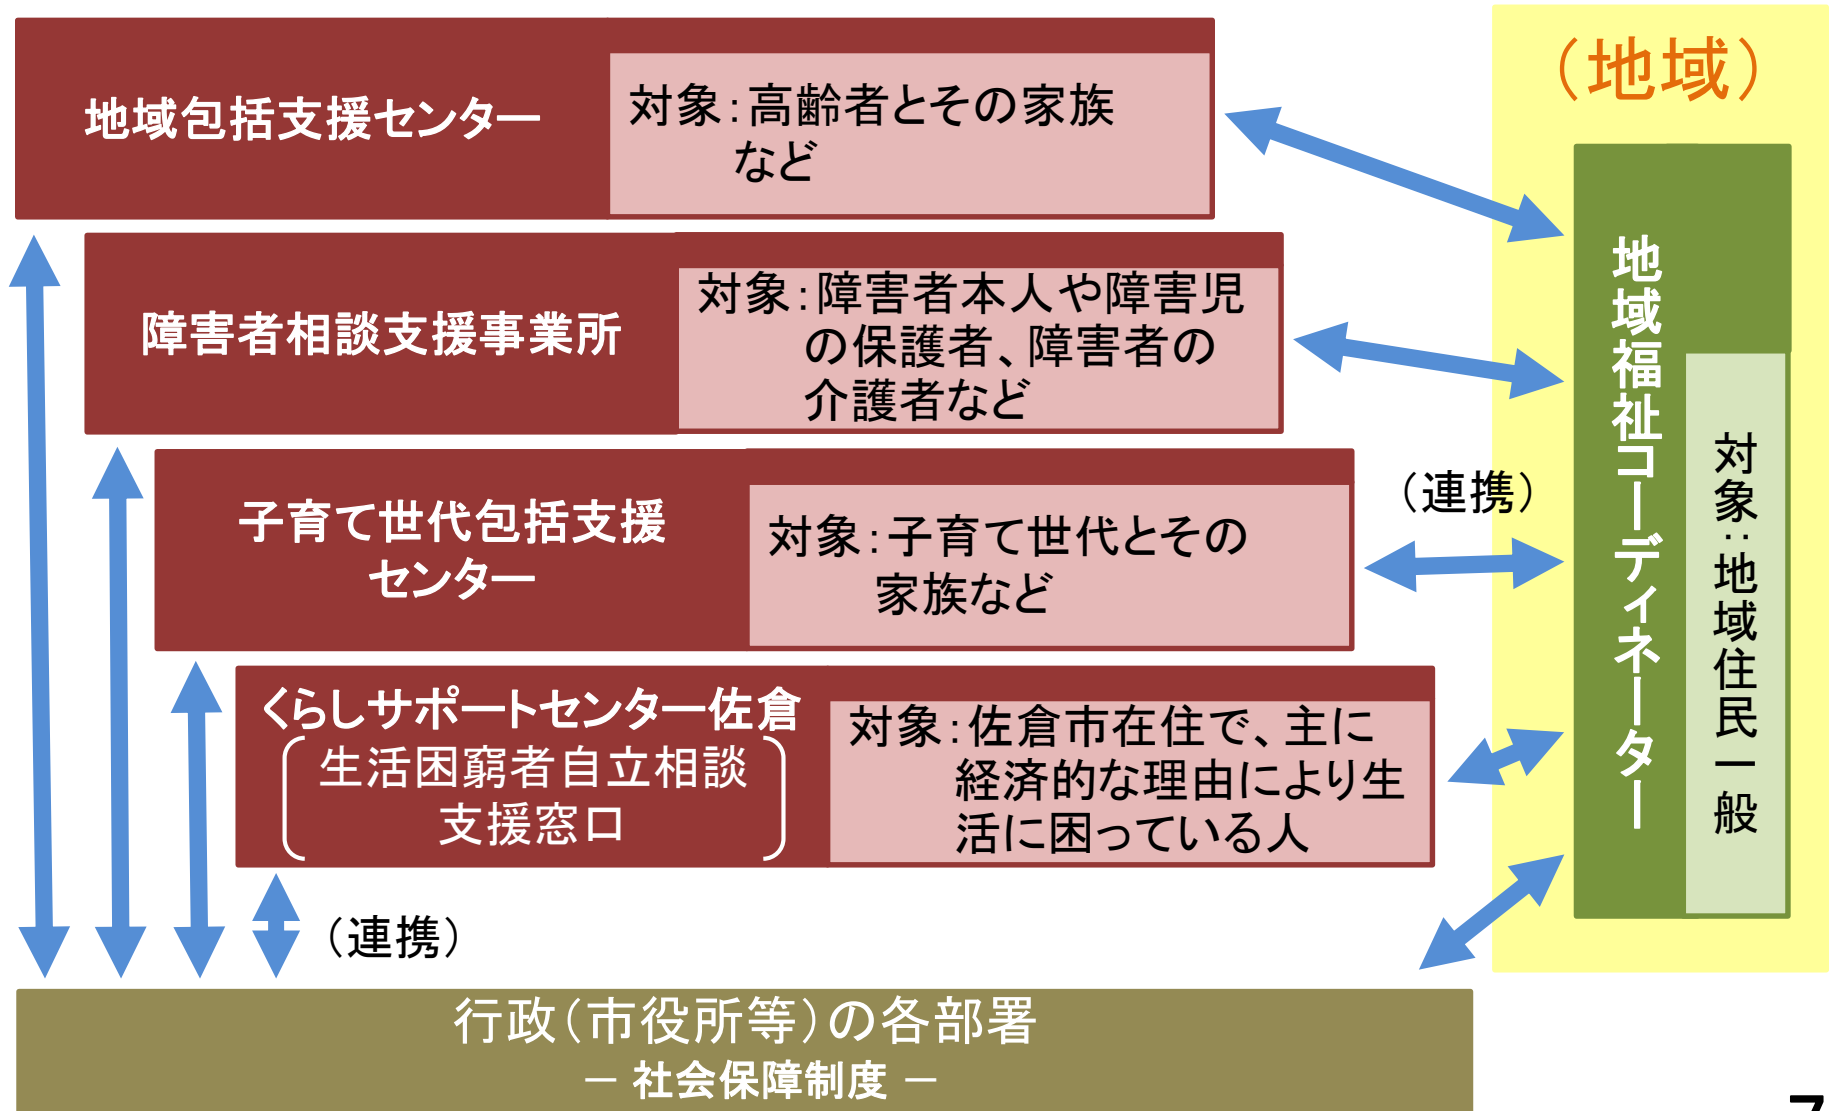 地域包括支援センター
対象：高齢者とその家族
など
障害者相談支援事業所
対象：障害者本人や障害児
の保護者、障害者の
介護者など
子育て世代包括支援
センター
対象：子育て世代とその
家族など
くらしサポートセンター佐倉
生活困窮者自立相談
支援窓口
対象：佐倉市在住で、主に
経済的な理由により生
活に困っている人
（連携）
行政（市役所等）の各部署
－ 社会保障制度 －
（連携）
（地域）
地域福祉コーディネーター
対象：地域住民一般
7